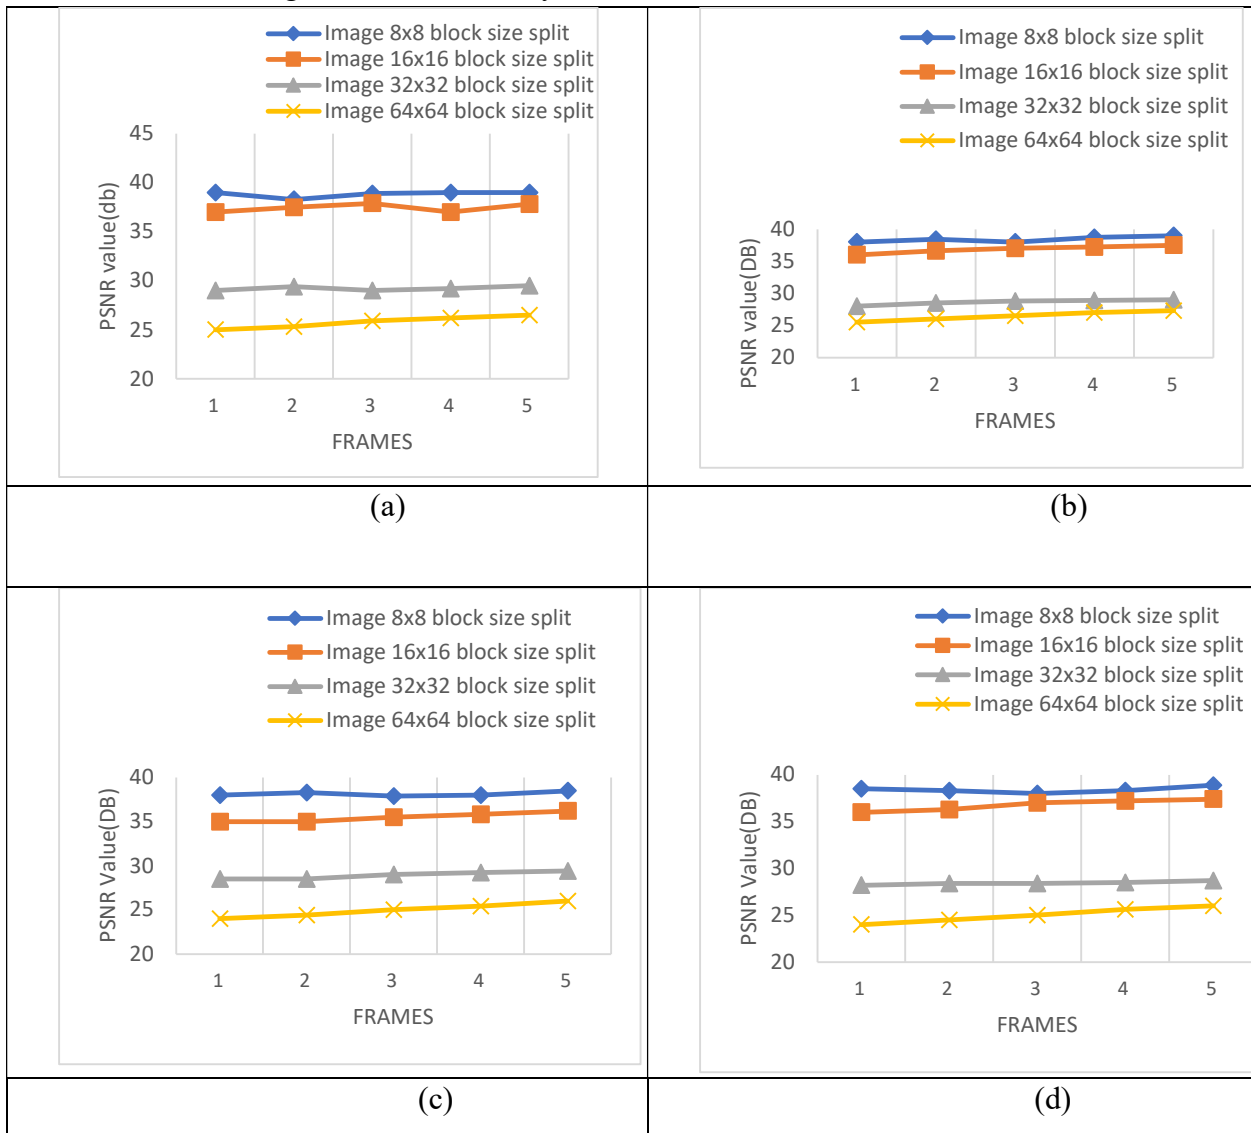 Image 8x8 block size split
Image 16x16 block size split
Image 32x32 block size split
Image 64x64 block size split
45
40
35
30
25
20
PSNR value(db)
1 2 3 4 5
FRAMES
(a)
Image 8x8 block size split
Image 16x16 block size split
Image 32x32 block size split
Image 64x64 block size split
40
35
30
25
20
PSNR value(DB)
1 2 3 4 5
FRAMES
(b)
Image 8x8 block size split
Image 16x16 block size split
Image 32x32 block size split
Image 64x64 block size split
40
35
30
25
20
PSNR Value(DB)
1 2 3 4 5
FRAMES
(c)
Image 8x8 block size split
Image 16x16 block size split
Image 32x32 block size split
Image 64x64 block size split
40
35
30
25
20
PSNR Value(DB)
1 2 3 4 5
FRAMES
(d)